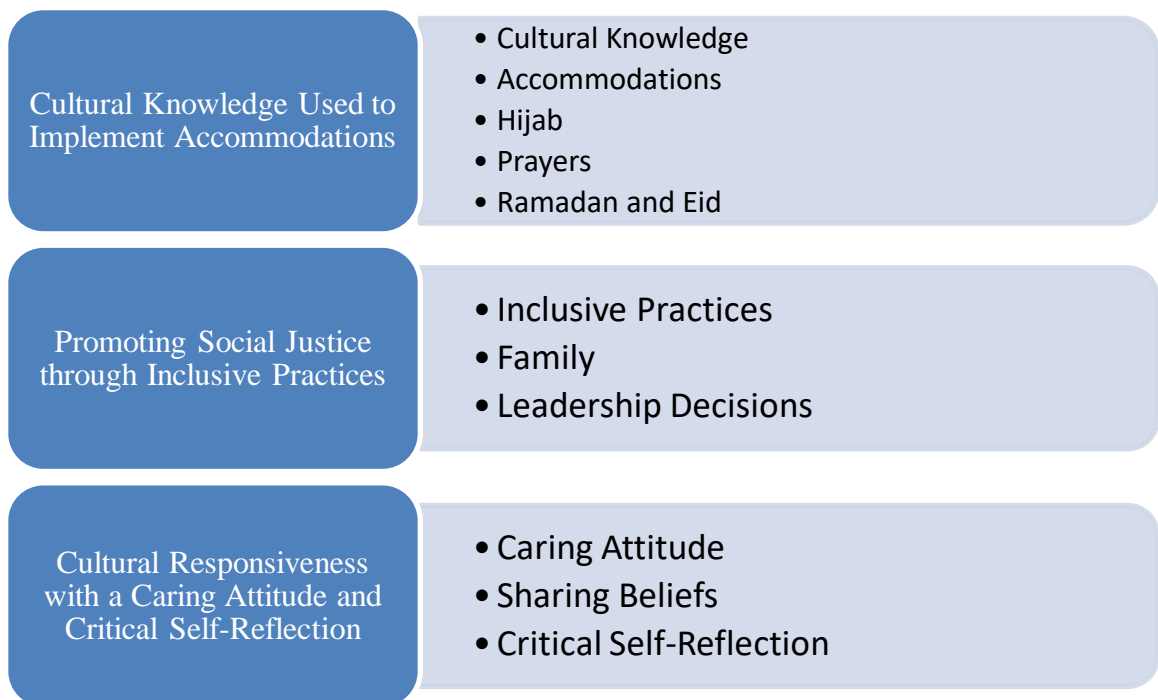 Cultural Knowledge Used to
Implement Accommodations
• Cultural Knowledge
• Accommodations
• Hijab
• Prayers
• Ramadan and Eid
Promoting Social Justice
through Inclusive Practices
• Inclusive Practices
• Family
• Leadership Decisions
Cultural Responsiveness
with a Caring Attitude and
Critical Self-Reflection
• Caring Attitude
• Sharing Beliefs
• Critical Self-Reflection